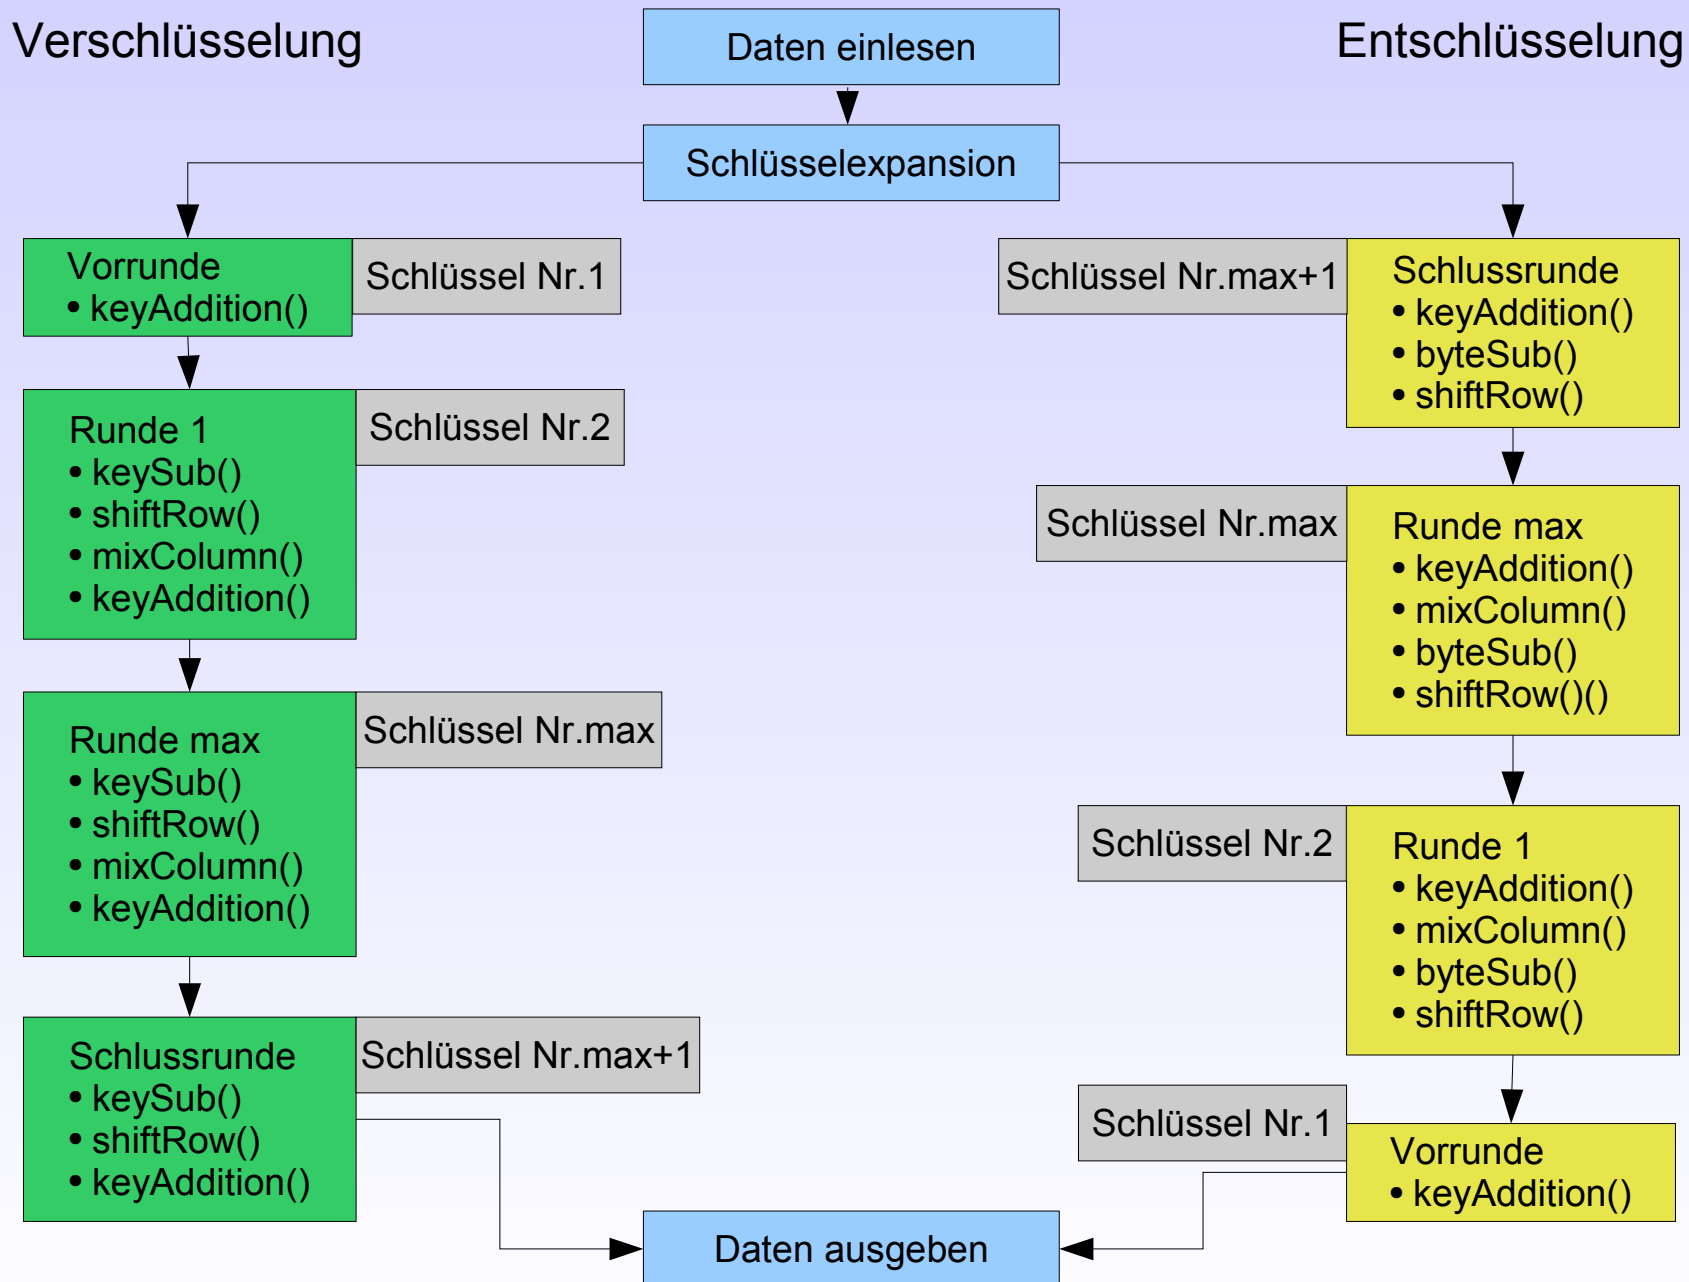 Verschlüsselung
Daten einlesen
Entschlüsselung
Schlüsselexpansion
Vorrunde
• keyAddition()
Schlüssel Nr.1
Runde 1
• keySub()
• shiftRow()
• mixColumn()
• keyAddition()
Schlüssel Nr.2
Runde max
• keySub()
• shiftRow()
• mixColumn()
• keyAddition()
Schlüssel Nr.max
Schlussrunde
• keySub()
• shiftRow()
• keyAddition()
Schlüssel Nr.max+1
Schlüssel Nr.max+1
Schlussrunde
• keyAddition()
• byteSub()
• shiftRow()
Schlüssel Nr.max
Runde max
• keyAddition()
• mixColumn()
• byteSub()
• shiftRow()()
Schlüssel Nr.2
Runde 1
• keyAddition()
• mixColumn()
• byteSub()
• shiftRow()
Schlüssel Nr.1
Vorrunde
• keyAddition()
Daten ausgeben